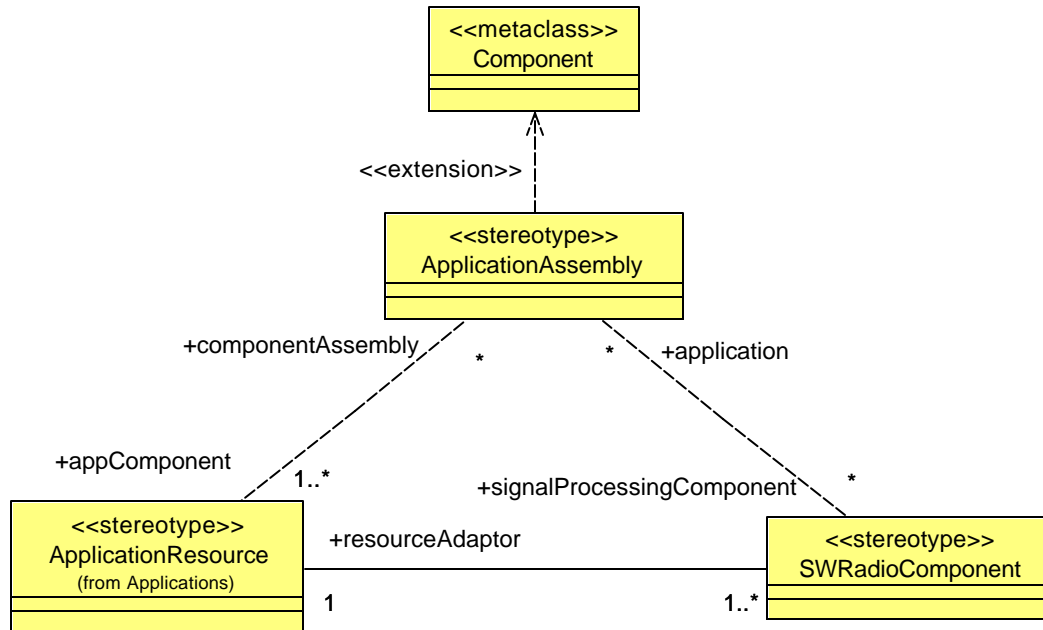 <<metaclass>>
Component
<<extension>>
<<stereotype>>
ApplicationAssembly
+componentAssembly
*
*
+application
+appComponent
1..*
+signalProcessingComponent
*
<<stereotype>>
ApplicationResource
(from Applications)
+resourceAdaptor
1
1..*
<<stereotype>>
SWRadioComponent